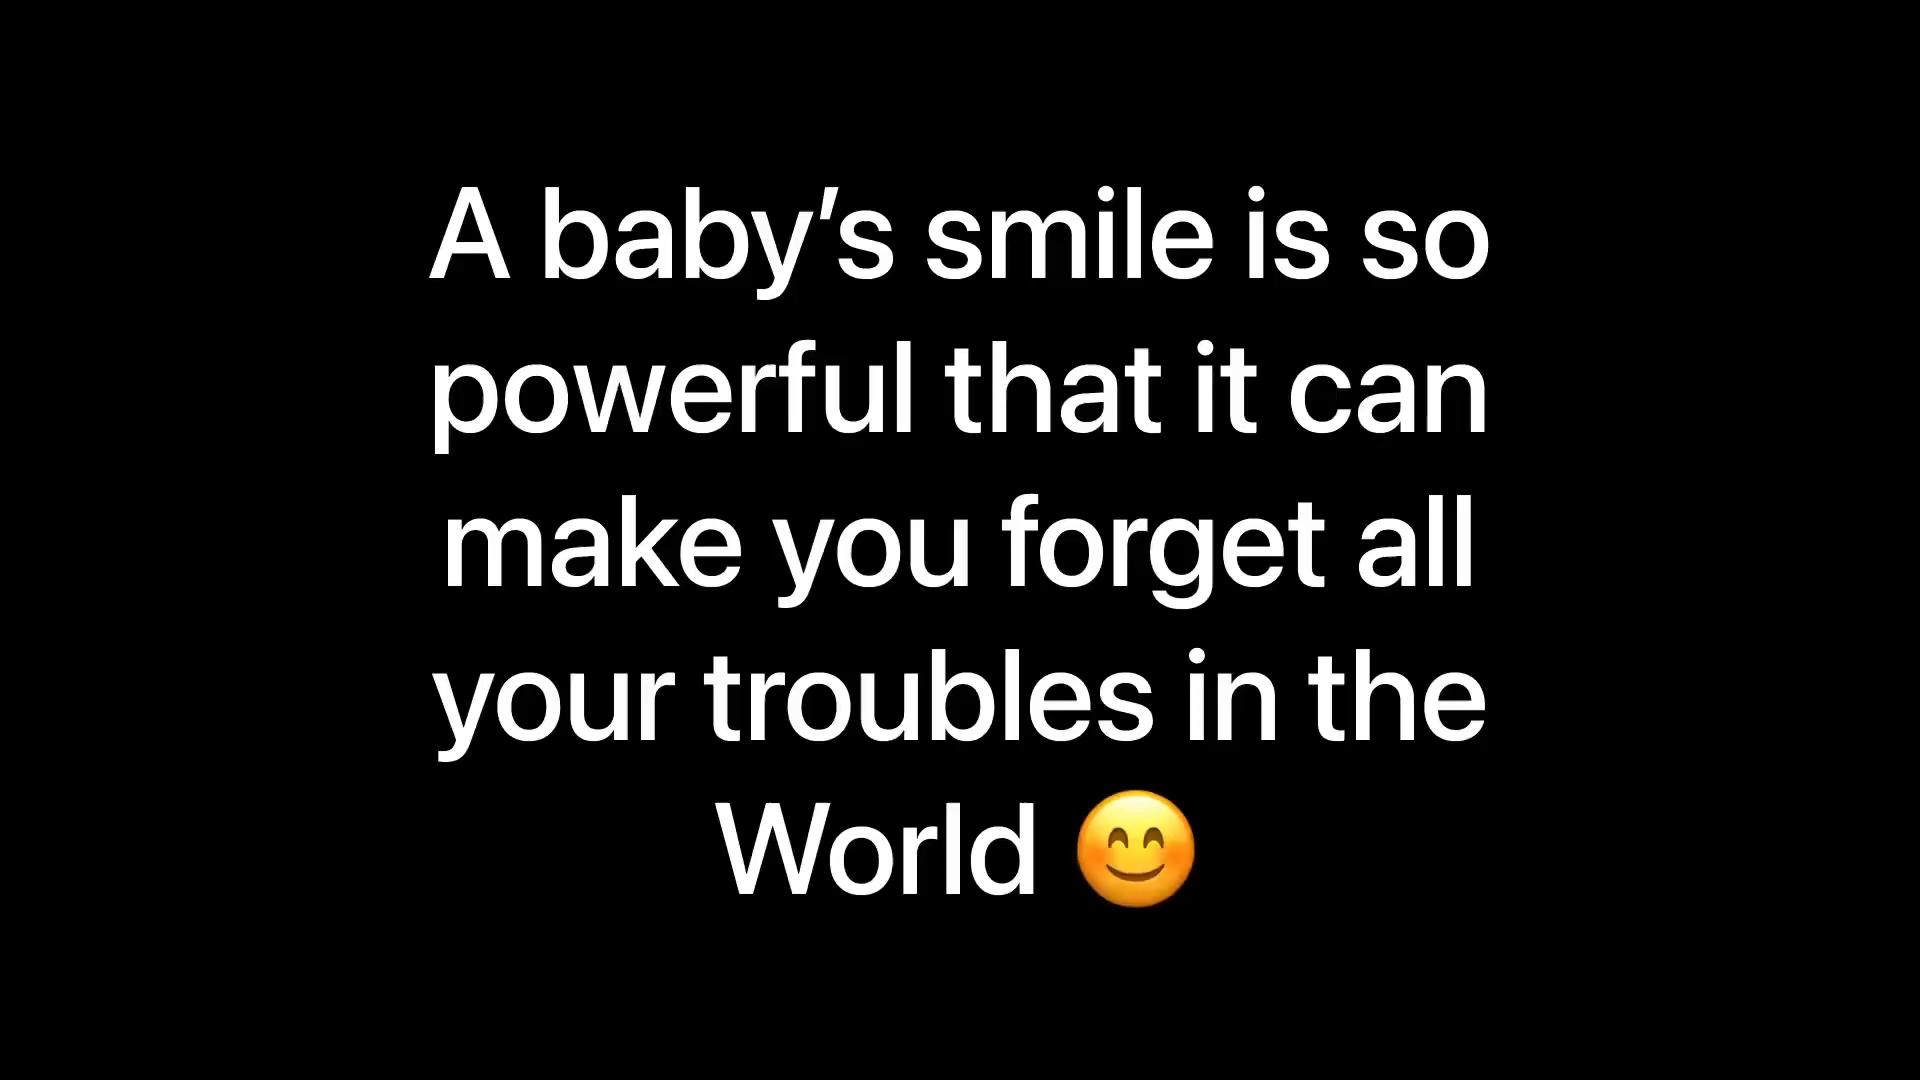 A baby’s smile is so
powerful that it can
make you forget all
your troubles in the
World 😊